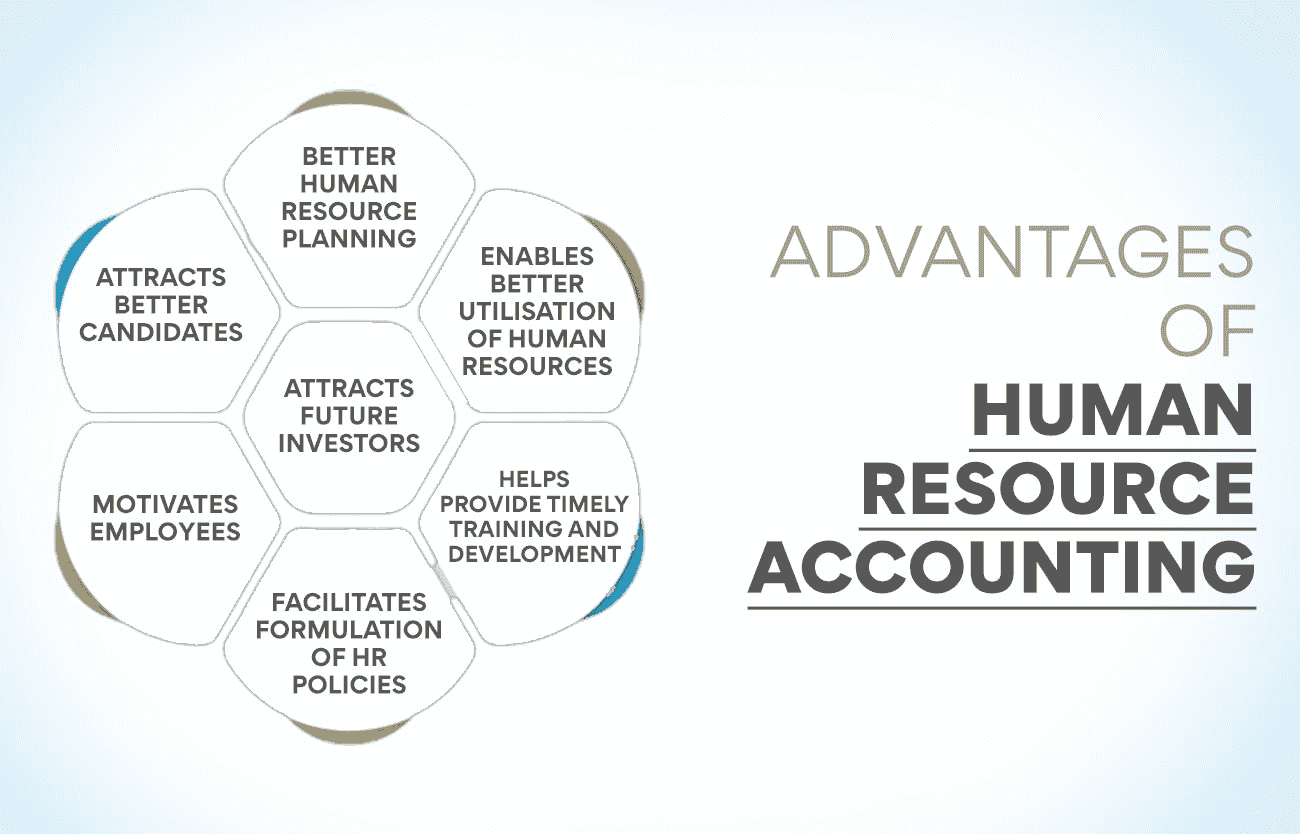 BETTER
HUMAN
RESOURCE
PLANNING
ENABLES
BETTER
UTILISATION
OF HUMAN
RESOURCES
ATTRACTS
BETTER
CANDIDATES
ATTRACTS
FUTURE
INVESTORS
MOTIVATES
EMPLOYEES
HELPS
PROVIDE TIMELY
TRAINING AND
DEVELOPMENT
FACILITATES
FORMULATION
OF HR
POLICIES
ADVANTAGES
OF
HUMAN
RESOURCE
ACCOUNTING